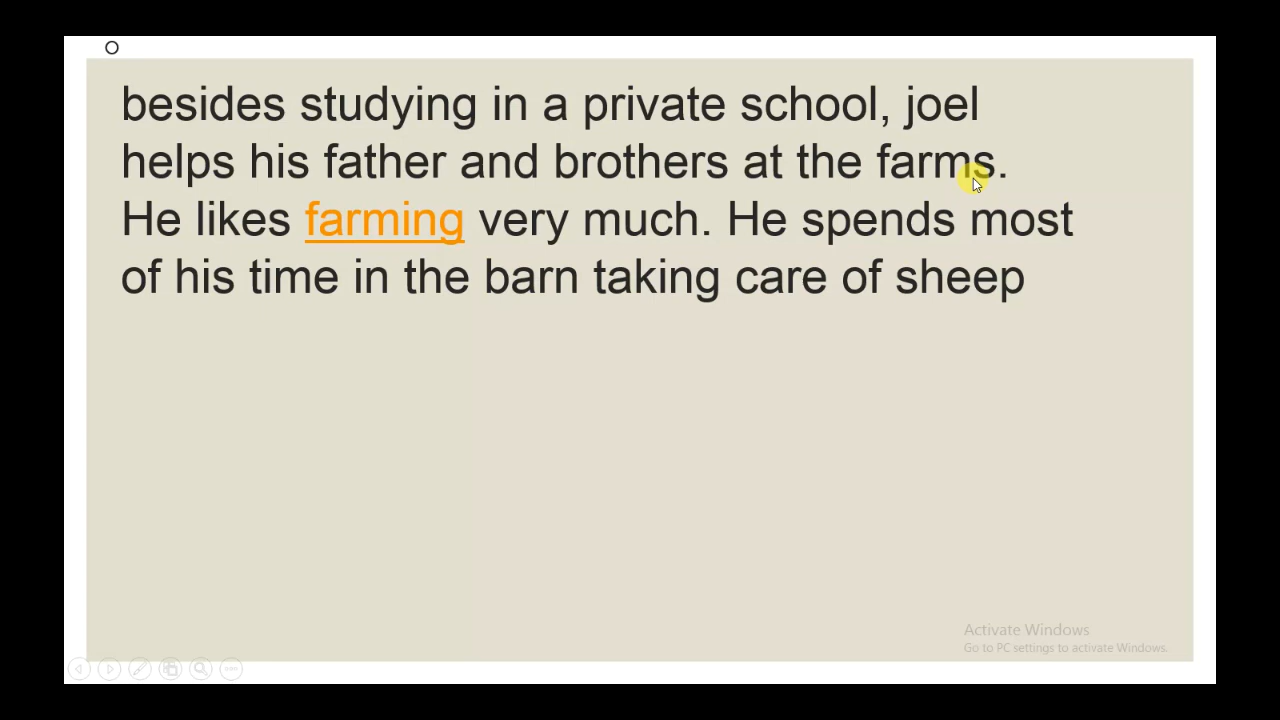 besides studying in a private school, joel
helps his father and brothers at the farms.
He likes farming very much. He spends most
of his time in the barn taking care of sheep
Activate Windows
Go to PC settings to activate Windows.